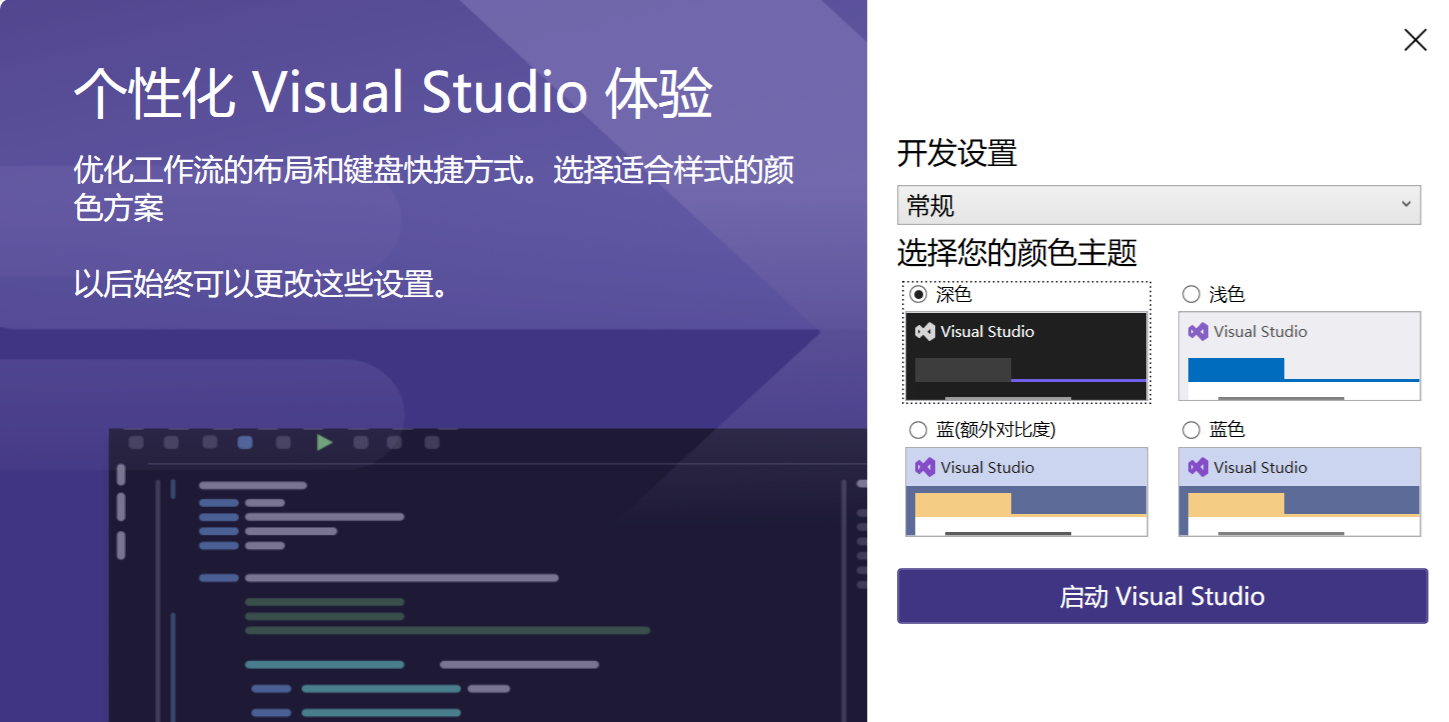 个性化 Visual Studio 体验
优化工作流的布局和键盘快捷方式。选择适合样式的颜
色方案
以后始终可以更改这些设置。
开发设置
常规
选择您的颜色主题
深色
浅色
Visual Studio
Visual Studio
蓝(额外对比度)
蓝色
Visual Studio
Visual Studio
启动 Visual Studio